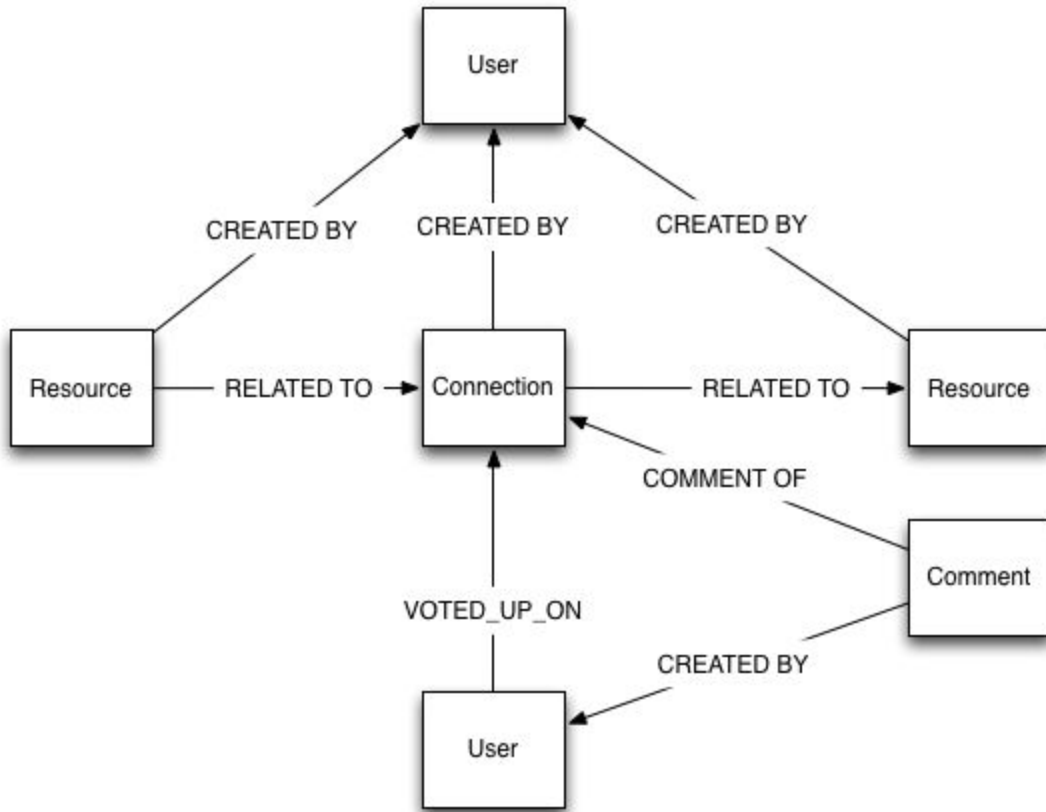 User
CREATED BY
CREATED BY
CREATED BY
Resource
RELATED TO
Connection
RELATED TO
Resource
COMMENT OF
Comment
VOTED_UP_ON
CREATED BY
User